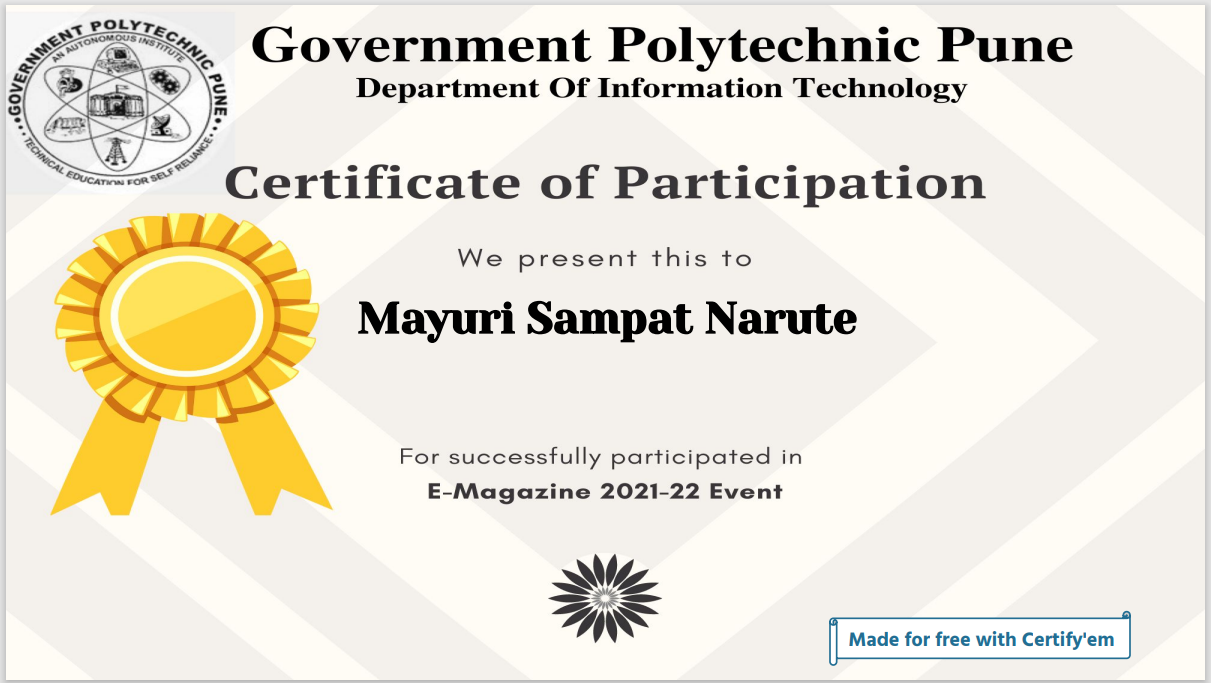 GOVERNMENT POLYTECHNIC PUNE
AN AUTONOMOUS INSTITUTE
TECHNICAL EDUCATION FOR SELF RELIANCE
Government Polytechnic Pune
Department Of Information Technology
Certificate of Participation
We present this to
Mayuri Sampat Narute
For successfully participated in
E-Magazine 2021-22 Event
Made for free with Certify'em